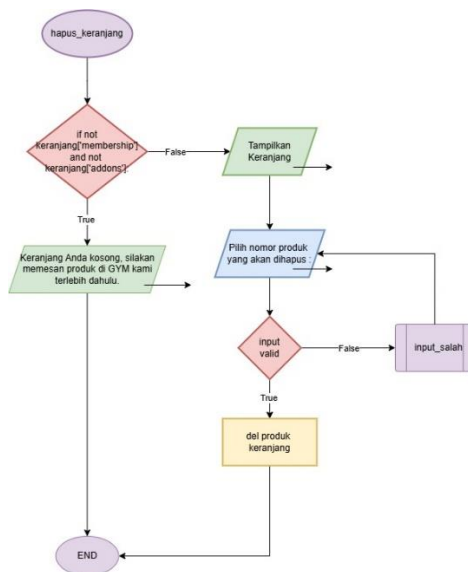 hapus_keranjang
if not
keranjang['membership']
and not
keranjang['addons']:
False
Tampilkan
Keranjang
True
Keranjang Anda kosong, silakan
memesan produk di GYM kami
terlebih dahulu.
Pilih nomor produk
yang akan dihapus :
input
valid
False
input_salah
True
del produk
keranjang
END